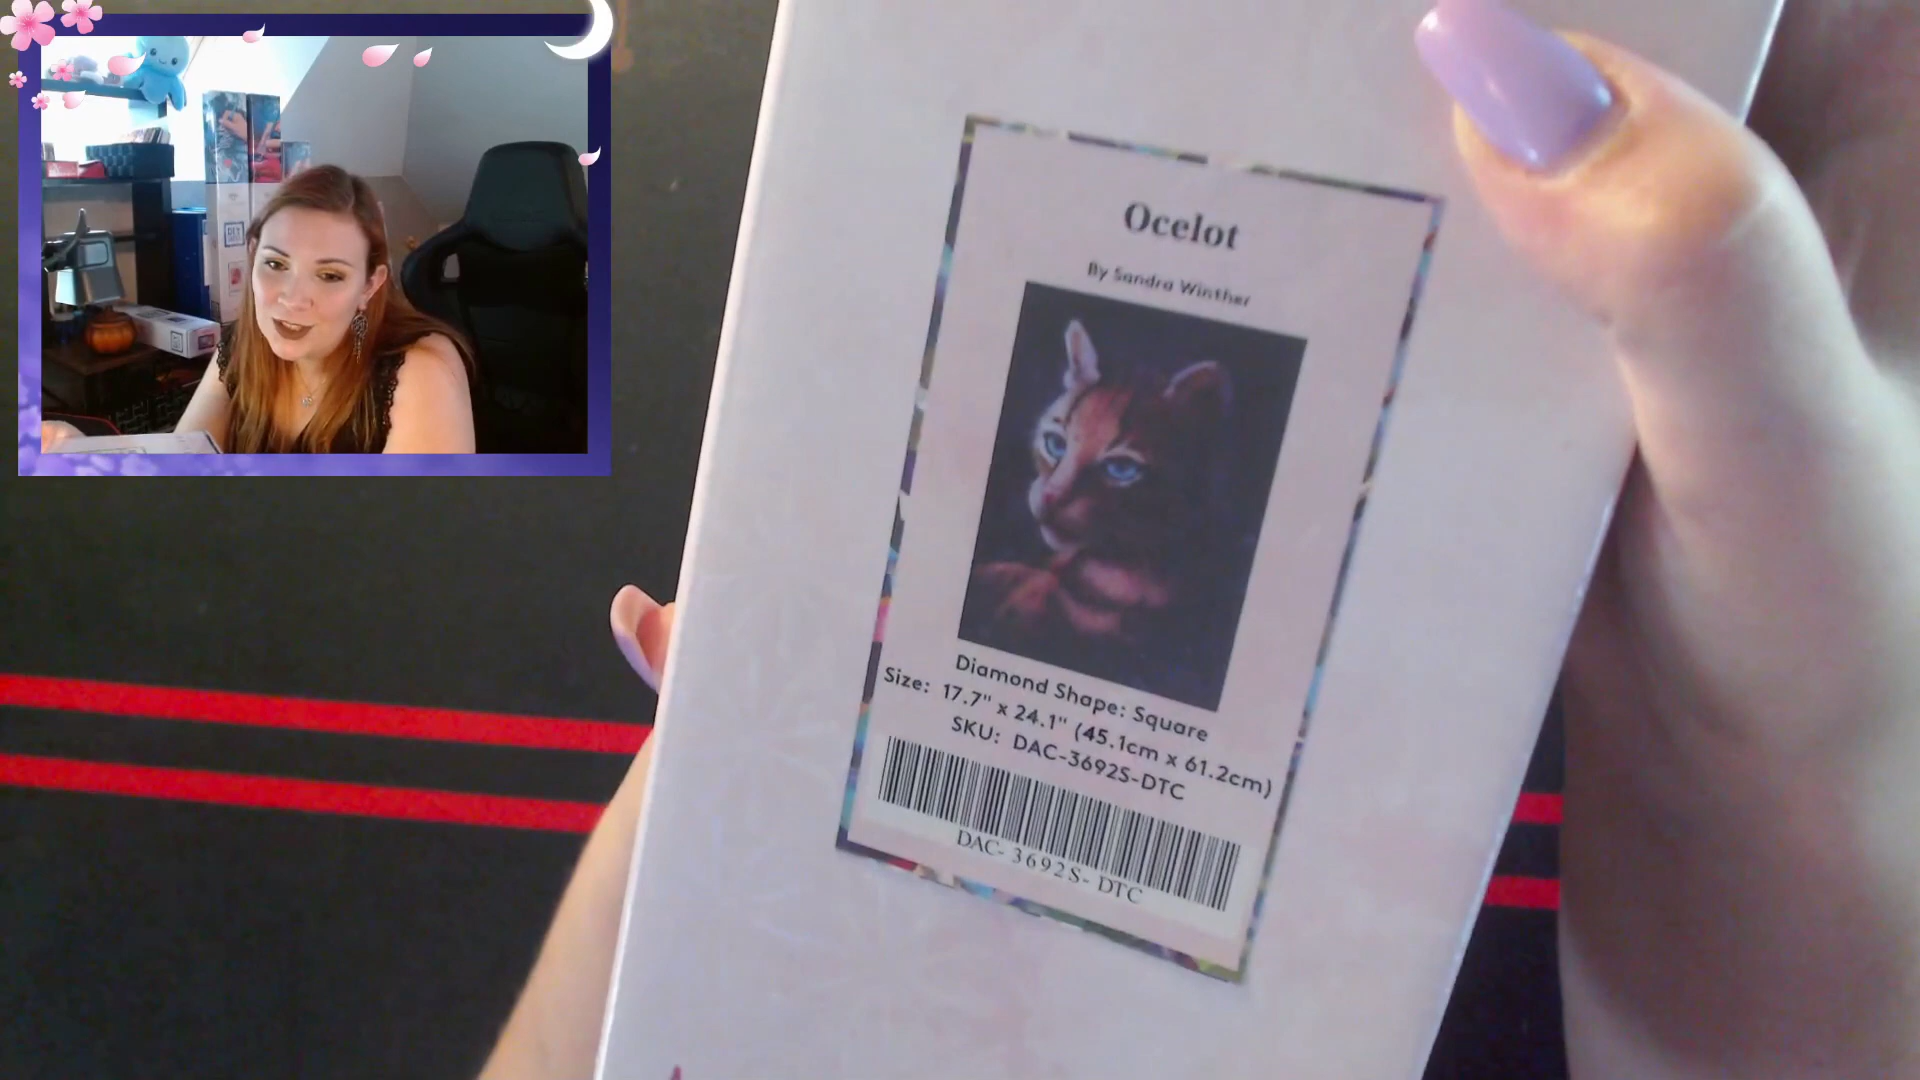 Ocelot
By Sandra Winther
Diamond Shape: Square
Size: 17.7" x 24.1" (45.1cm x 61.2cm)
SKU: DAC-3692S-DTC
DAC- 3692S- DTC